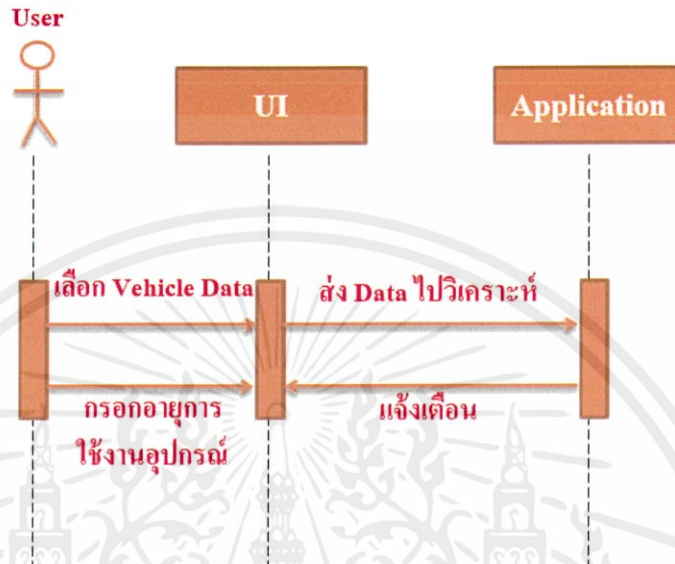 User
UI
Application
เลือก Vehicle Data
ส่ง Data ไปวิเคราะห์
กรอกอายุการ
ใช้งานอุปกรณ์
แจ้งเตือน